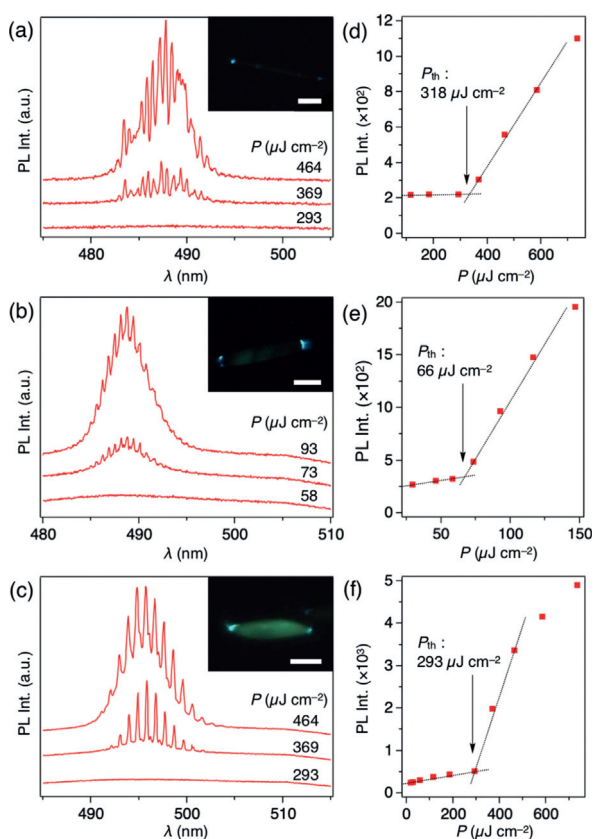 (a)
PL Int. (a.u.)
P (µJ cm⁻²)
464
369
293
480 490 500
λ (nm)
(d)
PL Int. (×10²)
12
10
8
6
4
2
0
P_th :
318 µJ cm⁻²
200 400 600
P (µJ cm⁻²)
(b)
PL Int. (a.u.)
P (µJ cm⁻²)
93
73
58
480 490 500 510
λ (nm)
(e)
PL Int. (×10²)
20
15
10
5
0
P_th :
66 µJ cm⁻²
50 100 150
P (µJ cm⁻²)
(c)
PL Int. (a.u.)
P (µJ cm⁻²)
464
369
293
490 500 510
λ (nm)
(f)
PL Int. (×10³)
5
4
3
2
1
0
P_th :
293 µJ cm⁻²
0 200 400 600
P (µJ cm⁻²)